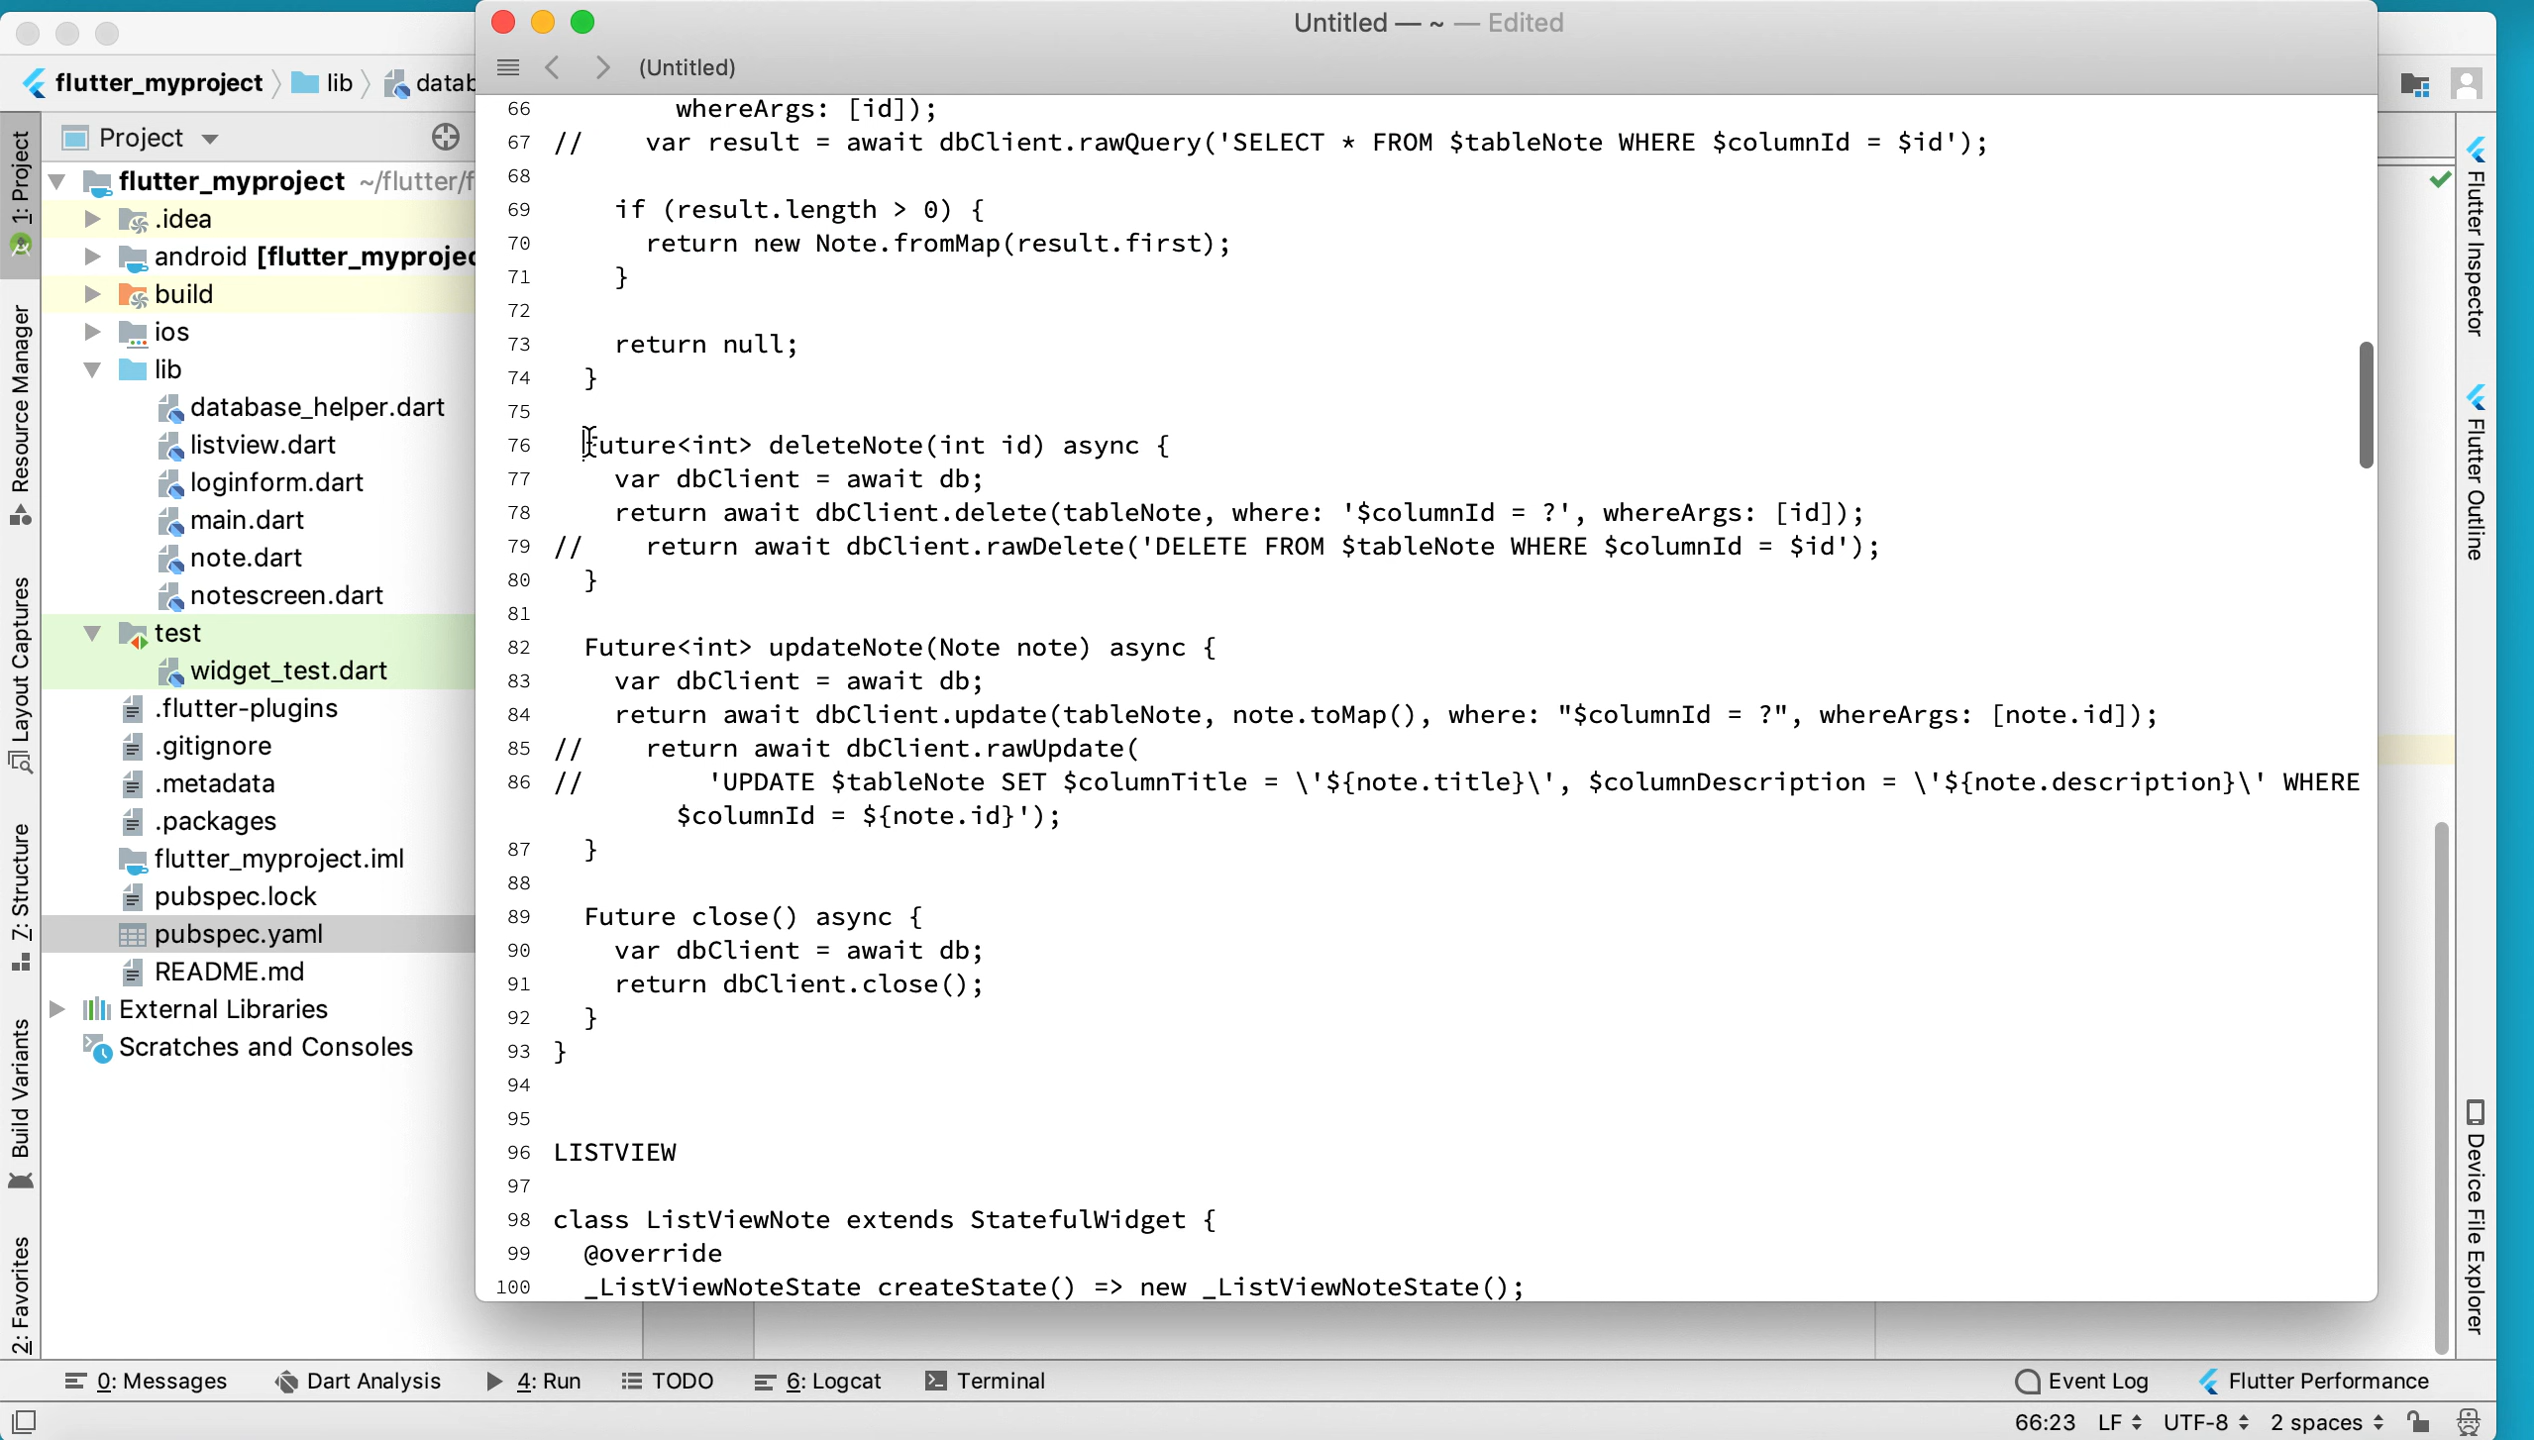 Untitled — ~ — Edited
(Untitled)
flutter_myproject
lib
datab
Project
flutter_myproject ~/flutter/f
.idea
android [flutter_myprojec
build
ios
lib
database_helper.dart
listview.dart
loginform.dart
main.dart
note.dart
notescreen.dart
test
widget_test.dart
.flutter-plugins
.gitignore
.metadata
.packages
flutter_myproject.iml
pubspec.lock
pubspec.yaml
README.md
External Libraries
Scratches and Consoles
1: Project
Resource Manager
Layout Captures
Z: Structure
Build Variants
2: Favorites
66         whereArgs: [id]);
67 //    var result = await dbClient.rawQuery('SELECT * FROM $tableNote WHERE $columnId = $id');
68
69     if (result.length > 0) {
70       return new Note.fromMap(result.first);
71     }
72
73     return null;
74   }
75
76   Future<int> deleteNote(int id) async {
77     var dbClient = await db;
78     return await dbClient.delete(tableNote, where: '$columnId = ?', whereArgs: [id]);
79 //    return await dbClient.rawDelete('DELETE FROM $tableNote WHERE $columnId = $id');
80   }
81
82   Future<int> updateNote(Note note) async {
83     var dbClient = await db;
84     return await dbClient.update(tableNote, note.toMap(), where: "$columnId = ?", whereArgs: [note.id]);
85 //    return await dbClient.rawUpdate(
86 //        'UPDATE $tableNote SET $columnTitle = \'${note.title}\', $columnDescription = \'${note.description}\' WHERE
$columnId = ${note.id}');
87   }
88
89   Future close() async {
90     var dbClient = await db;
91     return dbClient.close();
92   }
93 }
94
95
96 LISTVIEW
97
98 class ListViewNote extends StatefulWidget {
99   @override
100   _ListViewNoteState createState() => new _ListViewNoteState();
Flutter Inspector
Flutter Outline
Device File Explorer
0: Messages
Dart Analysis
4: Run
TODO
6: Logcat
Terminal
Event Log
Flutter Performance
66:23 LF UTF-8 2 spaces